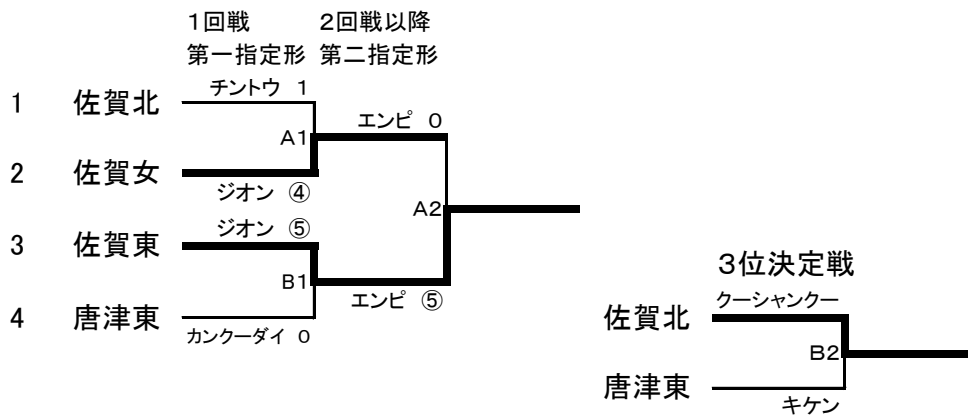 1回戦 2回戦以降
第一指定形 第二指定形
チントウ 1
1 佐賀北
エンピ 0
A1
2 佐賀女
ジオン ④
A2
ジオン ⑤
3 佐賀東
3位決定戦
B1
エンピ ⑤
クーシャンクー
4 唐津東
佐賀北
カンクーダイ 0
B2
唐津東
キケン